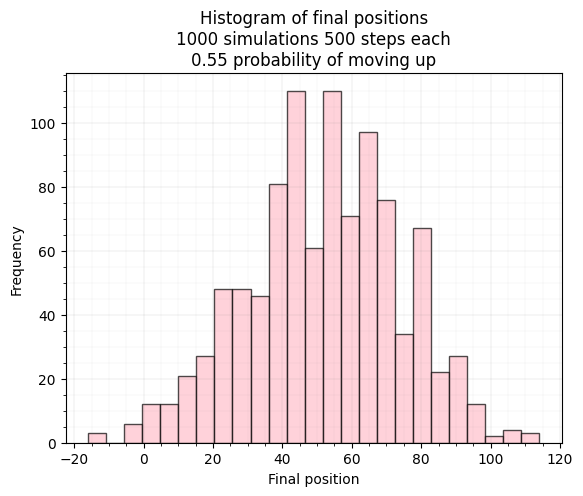 Histogram of final positions
1000 simulations 500 steps each
0.55 probability of moving up
Frequency
100
80
60
40
20
0
−20 0 20 40 60 80 100 120
Final position